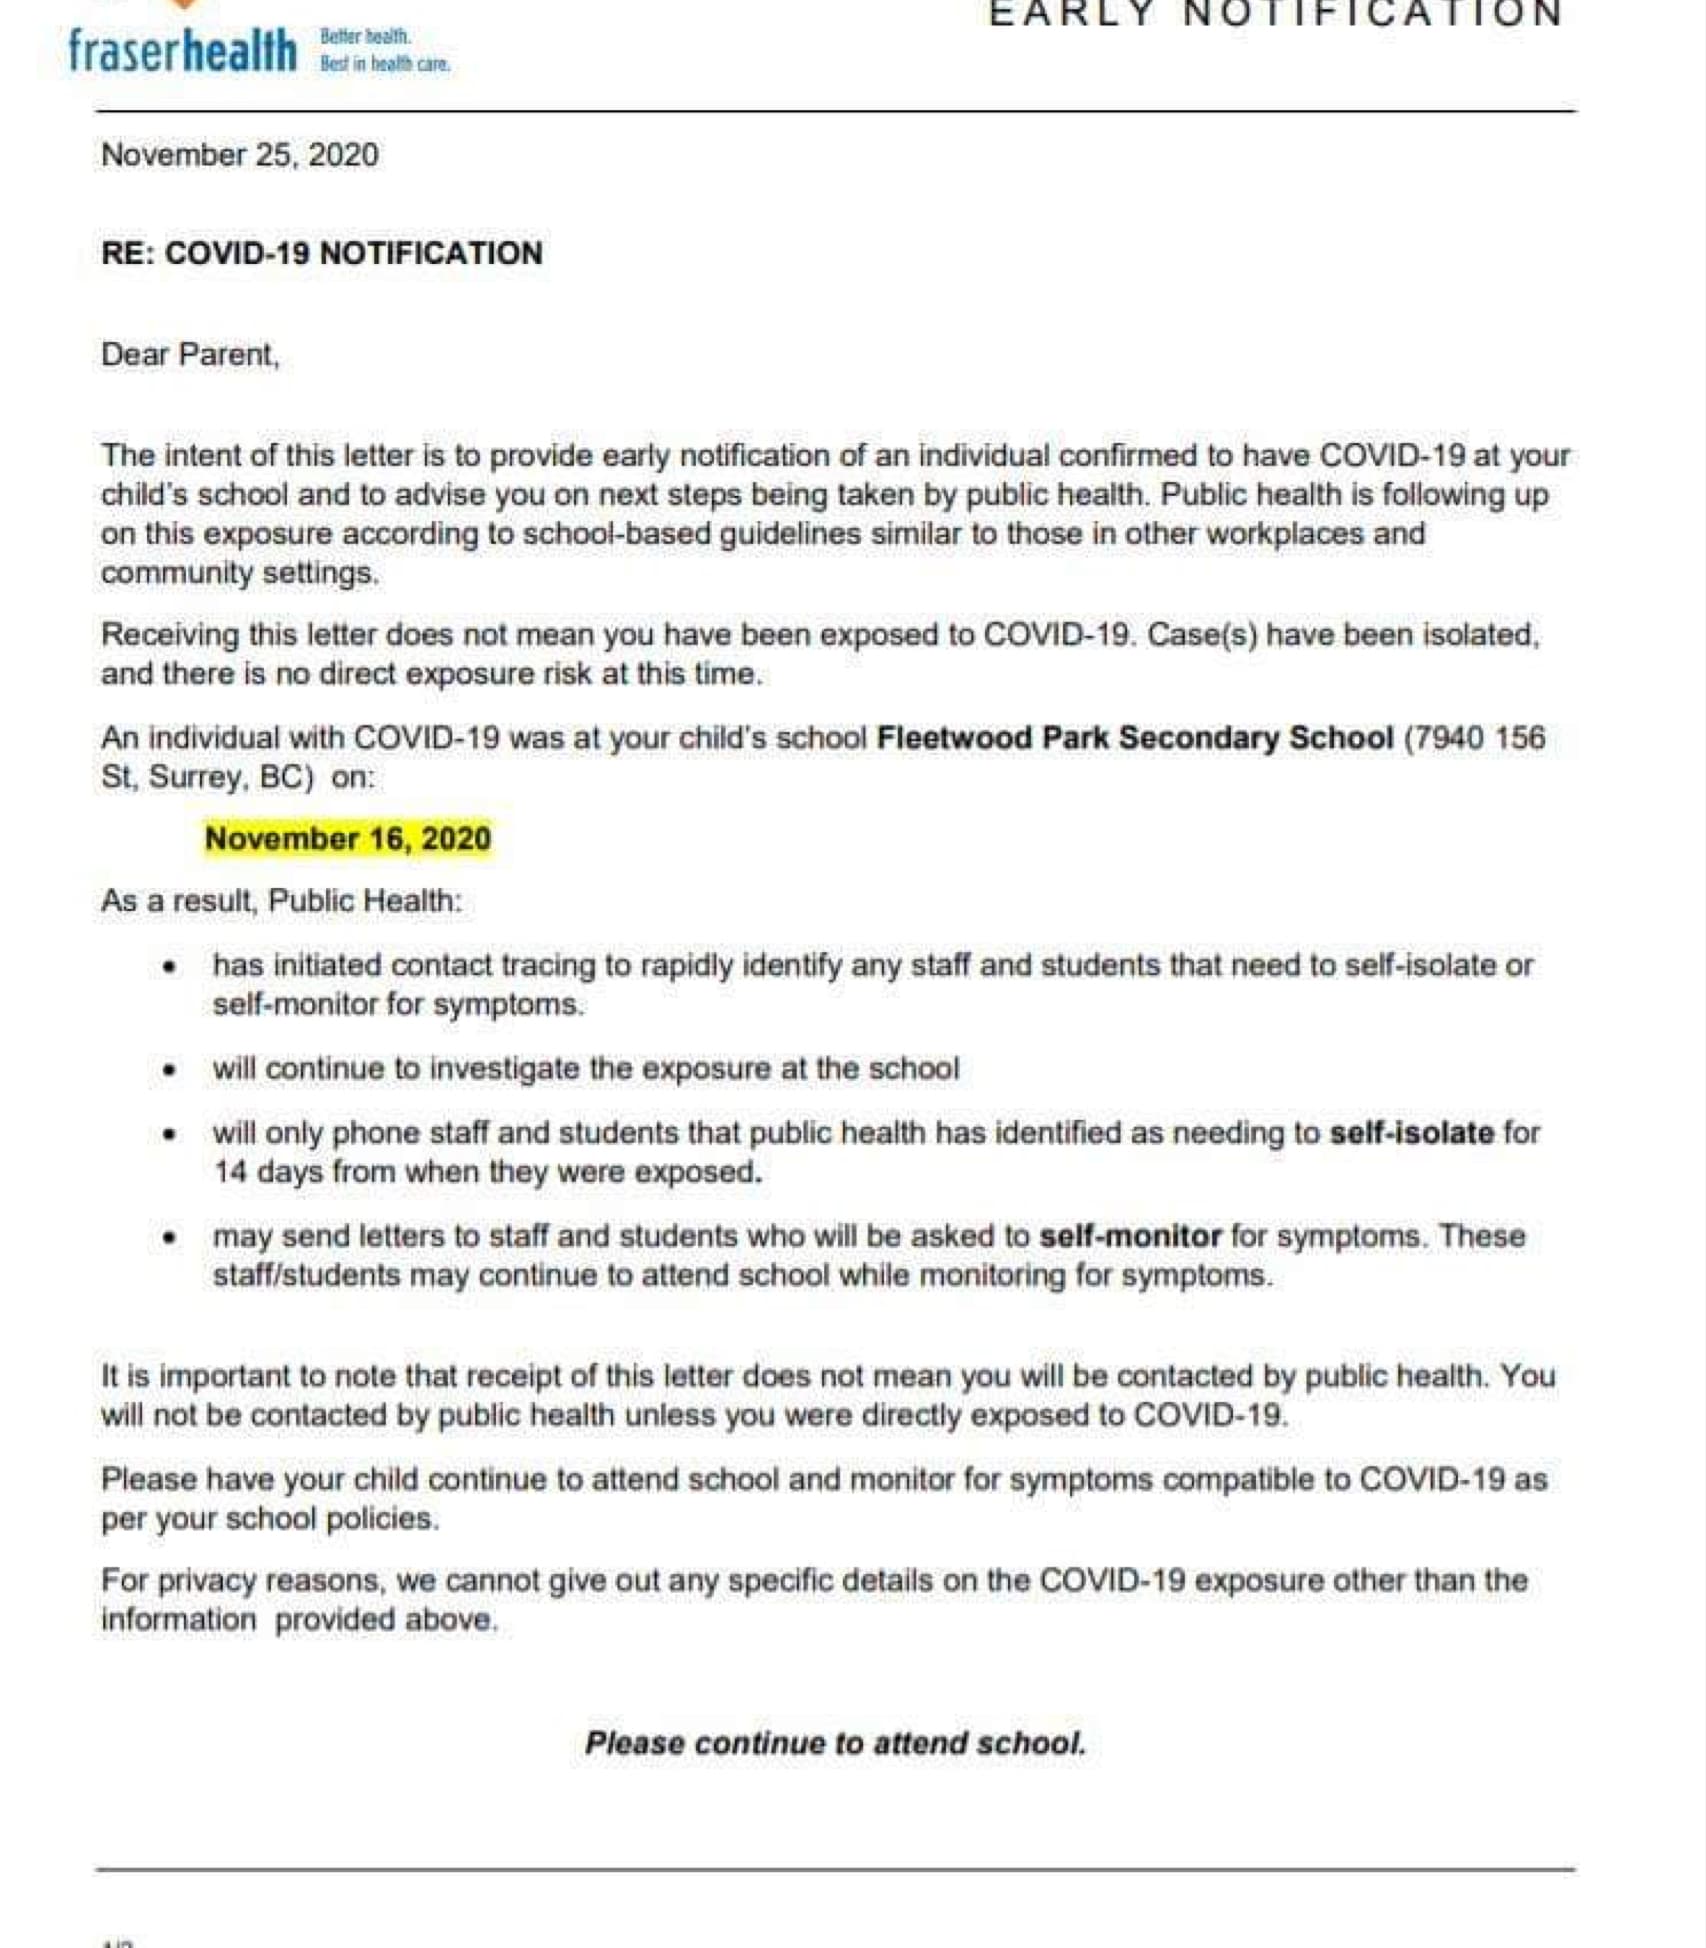 EARLY NOTIFICATION
fraserhealth
Better health.
Best in health care.
November 25, 2020
RE: COVID-19 NOTIFICATION
Dear Parent,
The intent of this letter is to provide early notification of an individual confirmed to have COVID-19 at your
child's school and to advise you on next steps being taken by public health. Public health is following up
on this exposure according to school-based guidelines similar to those in other workplaces and
community settings.
Receiving this letter does not mean you have been exposed to COVID-19. Case(s) have been isolated,
and there is no direct exposure risk at this time.
An individual with COVID-19 was at your child's school Fleetwood Park Secondary School (7940 156
St, Surrey, BC) on:
November 16, 2020
As a result, Public Health:
• has initiated contact tracing to rapidly identify any staff and students that need to self-isolate or
self-monitor for symptoms.
• will continue to investigate the exposure at the school
• will only phone staff and students that public health has identified as needing to self-isolate for
14 days from when they were exposed.
• may send letters to staff and students who will be asked to self-monitor for symptoms. These
staff/students may continue to attend school while monitoring for symptoms.
It is important to note that receipt of this letter does not mean you will be contacted by public health. You
will not be contacted by public health unless you were directly exposed to COVID-19.
Please have your child continue to attend school and monitor for symptoms compatible to COVID-19 as
per your school policies.
For privacy reasons, we cannot give out any specific details on the COVID-19 exposure other than the
information provided above.
Please continue to attend school.